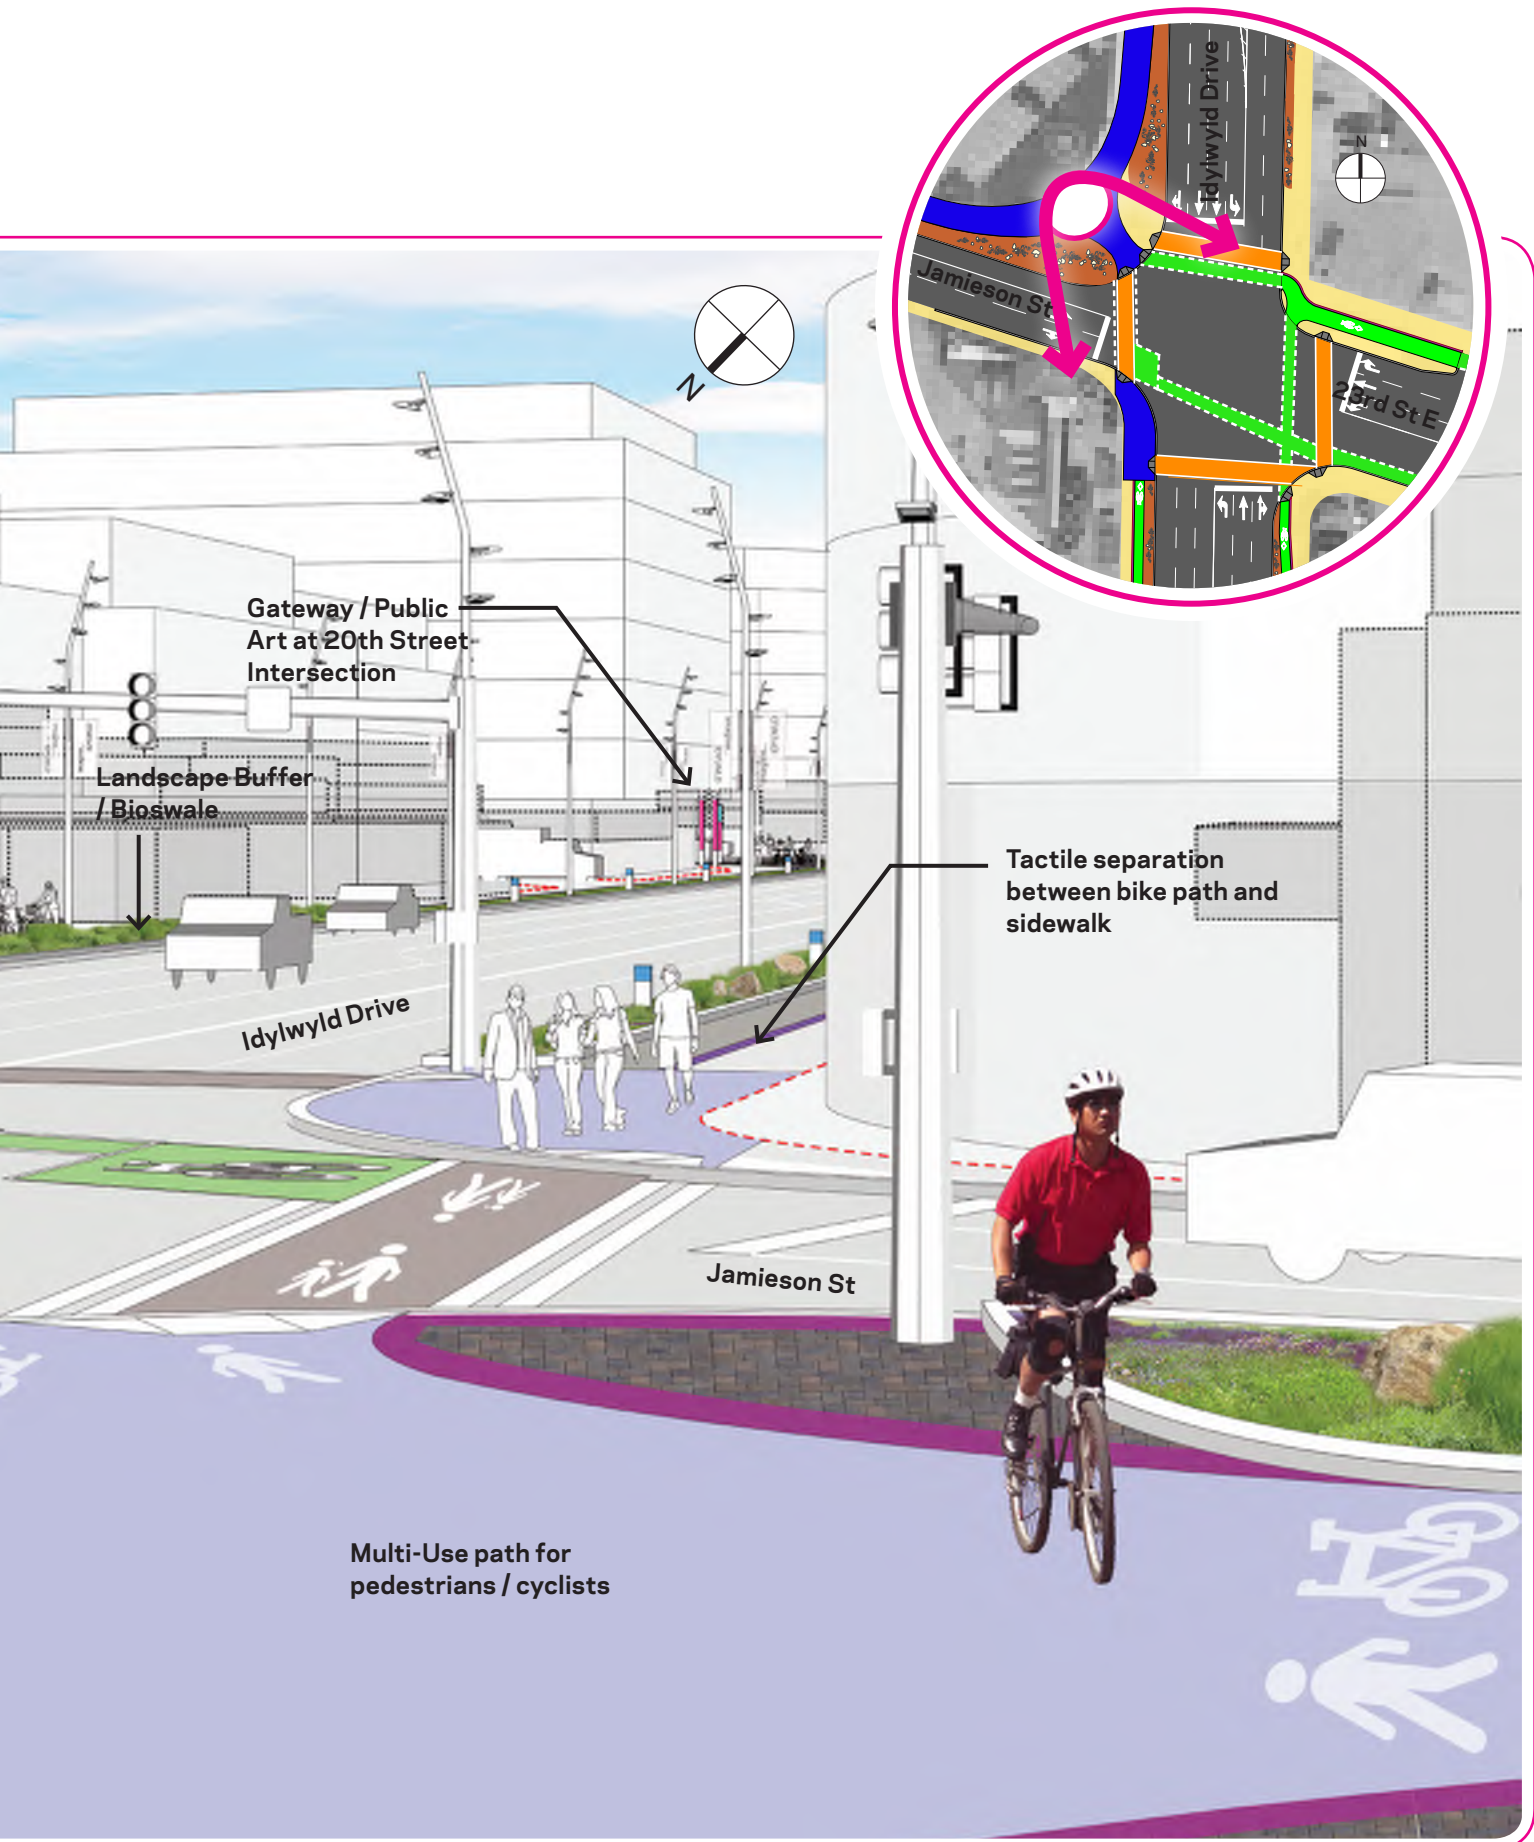 Idylwyld Drive
N
Jamieson St
23rd St E
N
Gateway / Public
Art at 20th Street
Intersection
Landscape Buffer
/ Bioswale
Tactile separation
between bike path and
sidewalk
Idylwyld Drive
Jamieson St
Multi-Use path for
pedestrians / cyclists